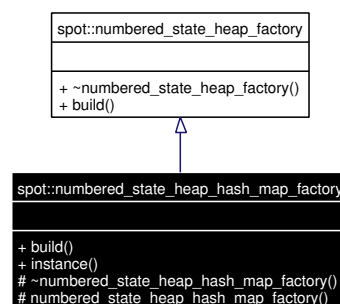 spot::numbered_state_heap_factory
+ ~numbered_state_heap_factory()
+ build()
spot::numbered_state_heap_hash_map_factory
+ build()
+ instance()
# ~numbered_state_heap_hash_map_factory()
# numbered_state_heap_hash_map_factory()